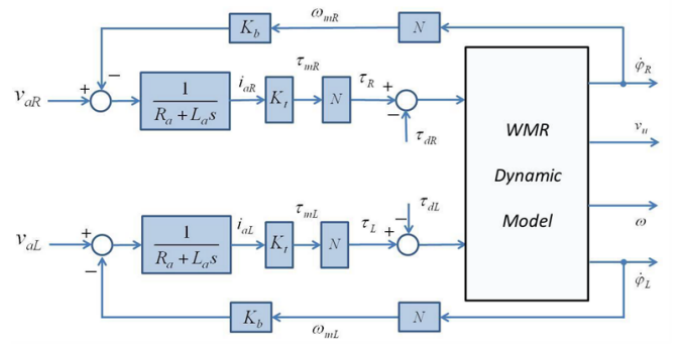 K_b ω_mR N
φ̇_R
v_aR + − 1/(R_a + L_a s) i_aR K_t τ_mR N τ_R + − τ_dR
WMR
Dynamic
Model
v_u
ω
v_aL + − 1/(R_a + L_a s) i_aL K_t τ_mL N τ_L + − τ_dL
φ̇_L
K_b ω_mL N